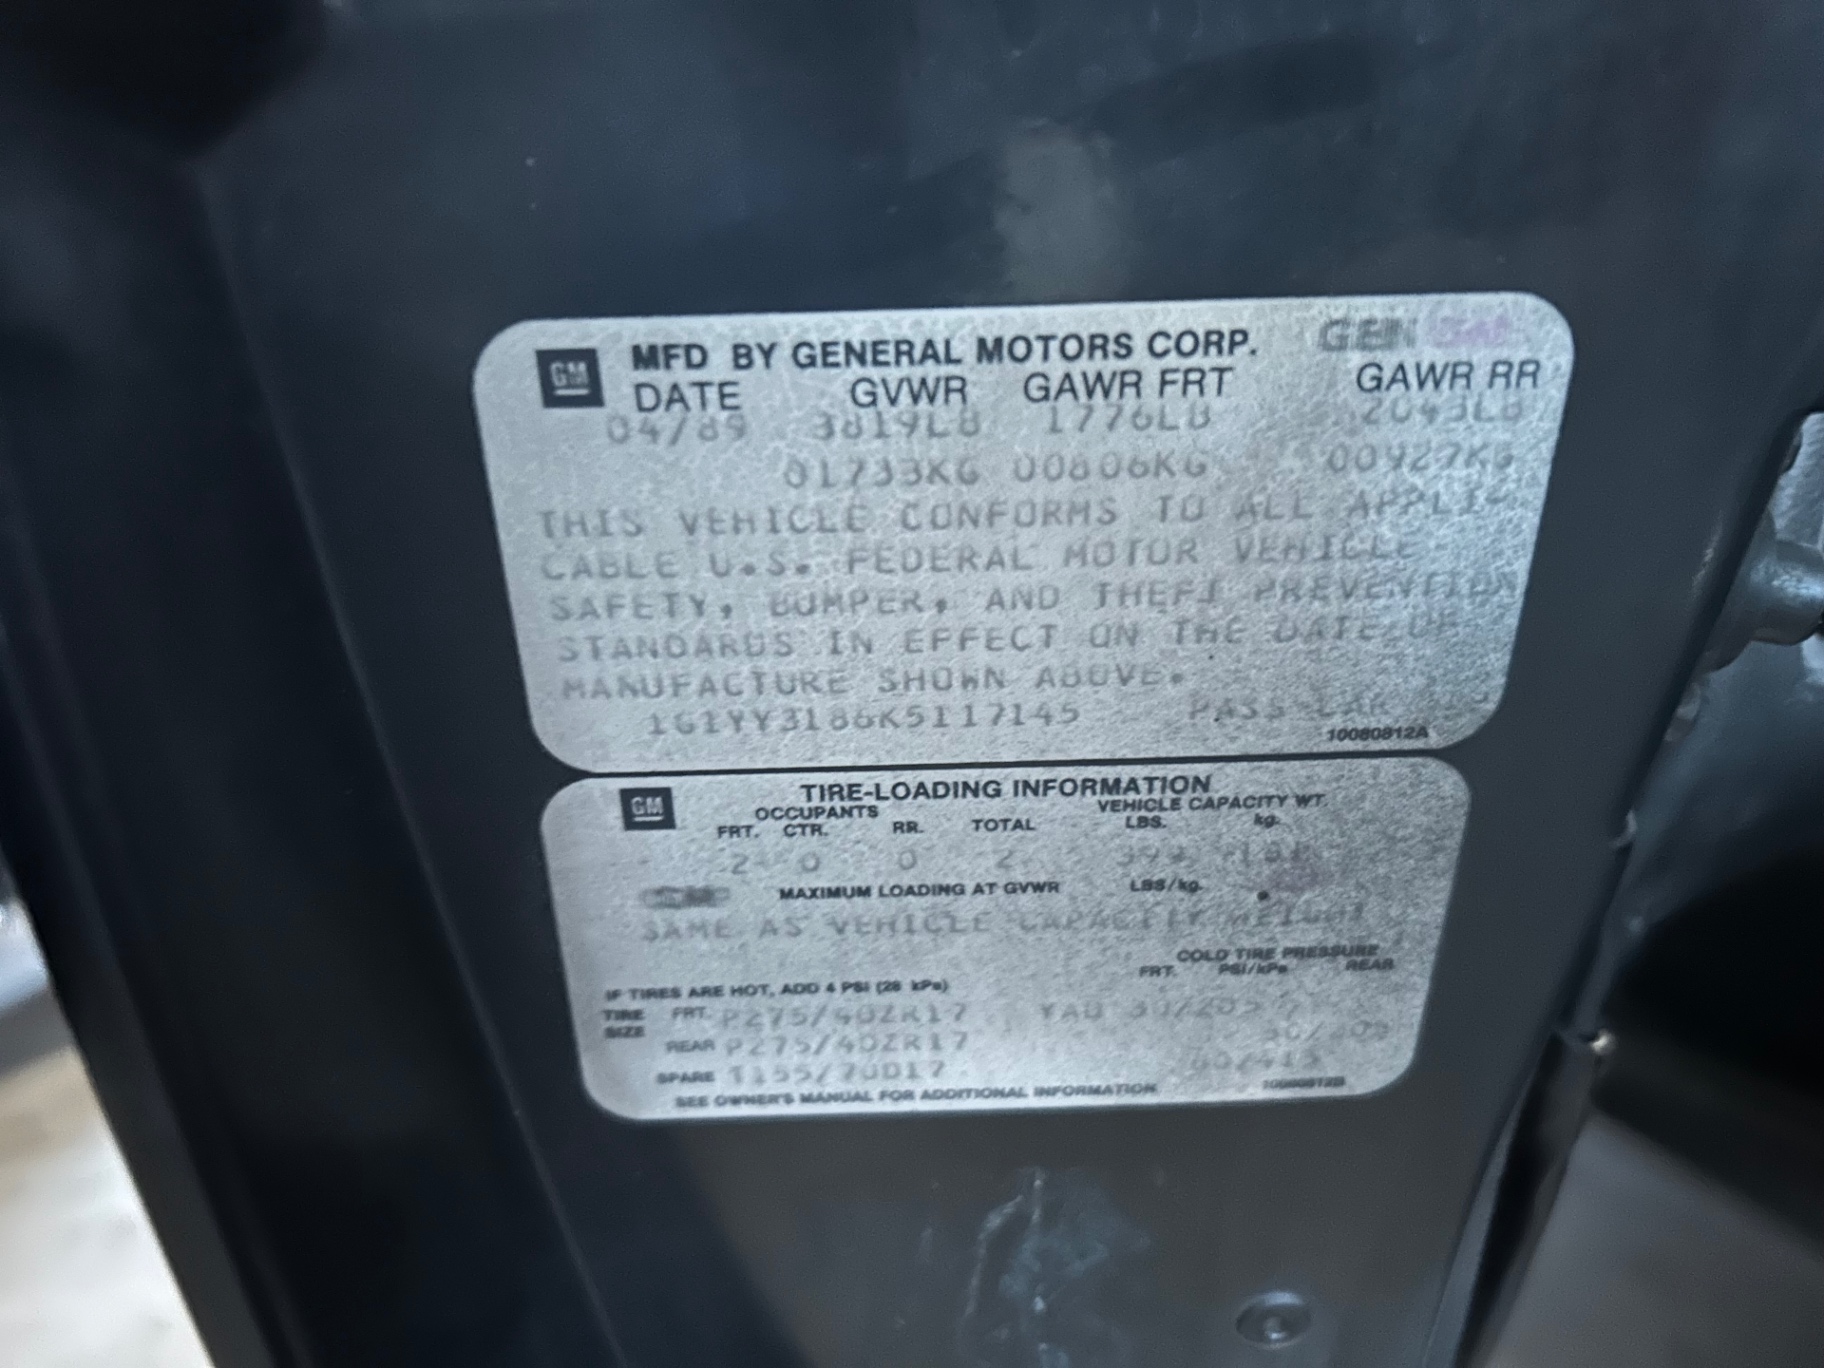 GM MFD BY GENERAL MOTORS CORP. GEN
DATE GVWR GAWR FRT GAWR RR
04/89 3819LB 1776LB 2043LB
01733KG 00806KG 00927KG
THIS VEHICLE CONFORMS TO ALL APPLI-
CABLE U.S. FEDERAL MOTOR VEHICLE
SAFETY, BUMPER, AND THEFT PREVENTION
STANDARDS IN EFFECT ON THE DATE OF
MANUFACTURE SHOWN ABOVE.
1G1YY3186K5117145 PASS CAR
10080812A
GM TIRE-LOADING INFORMATION
OCCUPANTS VEHICLE CAPACITY WT.
FRT. CTR. RR. TOTAL LBS. kg.
2 0 0 2
MAXIMUM LOADING AT GVWR LBS/kg.
SAME AS VEHICLE CAPACITY WEIGHT
COLD TIRE PRESSURE
FRT. PSI/kPa REAR
IF TIRES ARE HOT, ADD 4 PSI (28 kPa)
TIRE SIZE FRT. P275/40ZR17 YAB
REAR P275/40ZR17
SPARE T155/70D17 60/415
SEE OWNER'S MANUAL FOR ADDITIONAL INFORMATION 10080812B